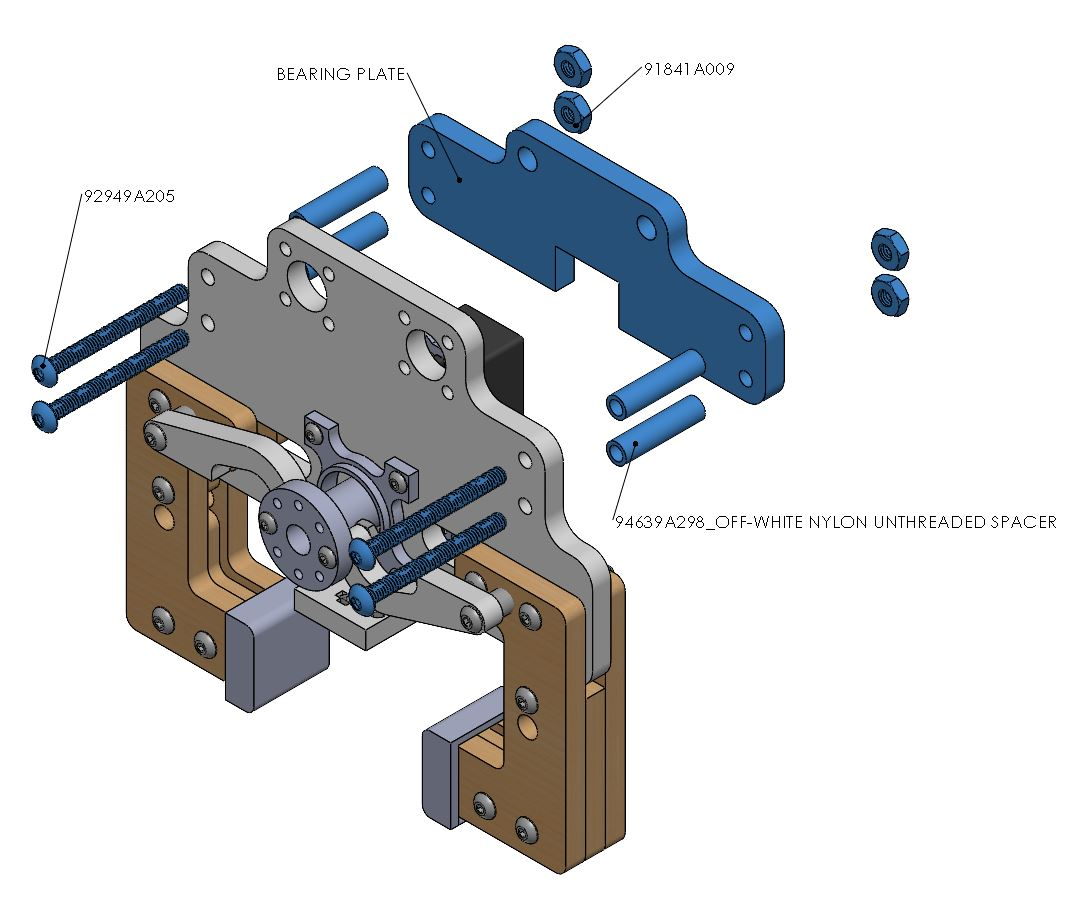 91841A009
BEARING PLATE
92949A205
94639A298_OFF-WHITE NYLON UNTHREADED SPACER